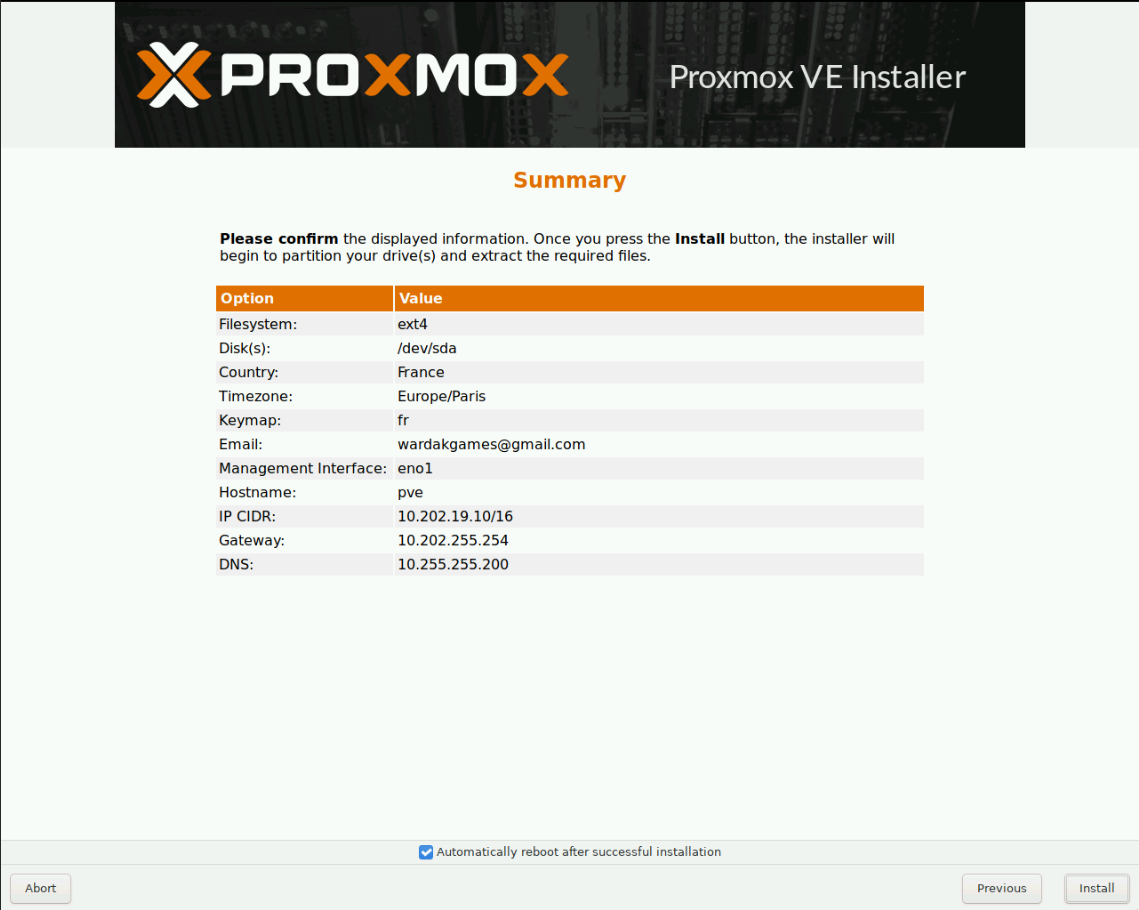 PROXMOX
Proxmox VE Installer
Summary
Please confirm the displayed information. Once you press the Install button, the installer will
begin to partition your drive(s) and extract the required files.
Option Value
Filesystem: ext4
Disk(s): /dev/sda
Country: France
Timezone: Europe/Paris
Keymap: fr
Email: wardakgames@gmail.com
Management Interface: eno1
Hostname: pve
IP CIDR: 10.202.19.10/16
Gateway: 10.202.255.254
DNS: 10.255.255.200
Automatically reboot after successful installation
Abort Previous Install